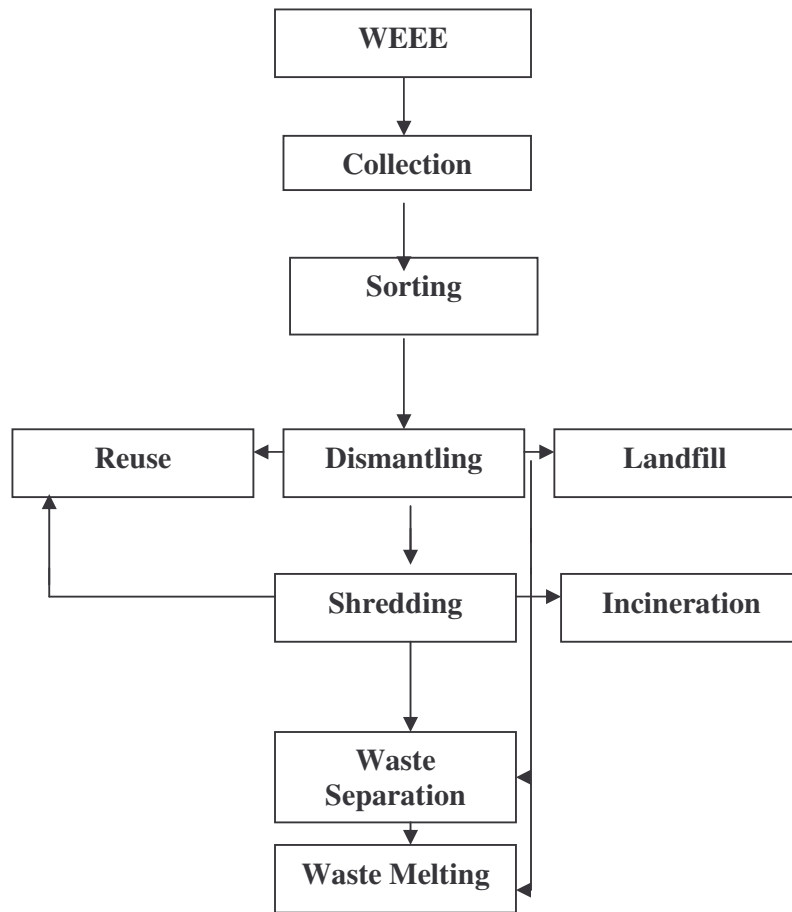 WEEE
Collection
Sorting
Reuse
Dismantling
Landfill
Shredding
Incineration
Waste
Separation
Waste Melting